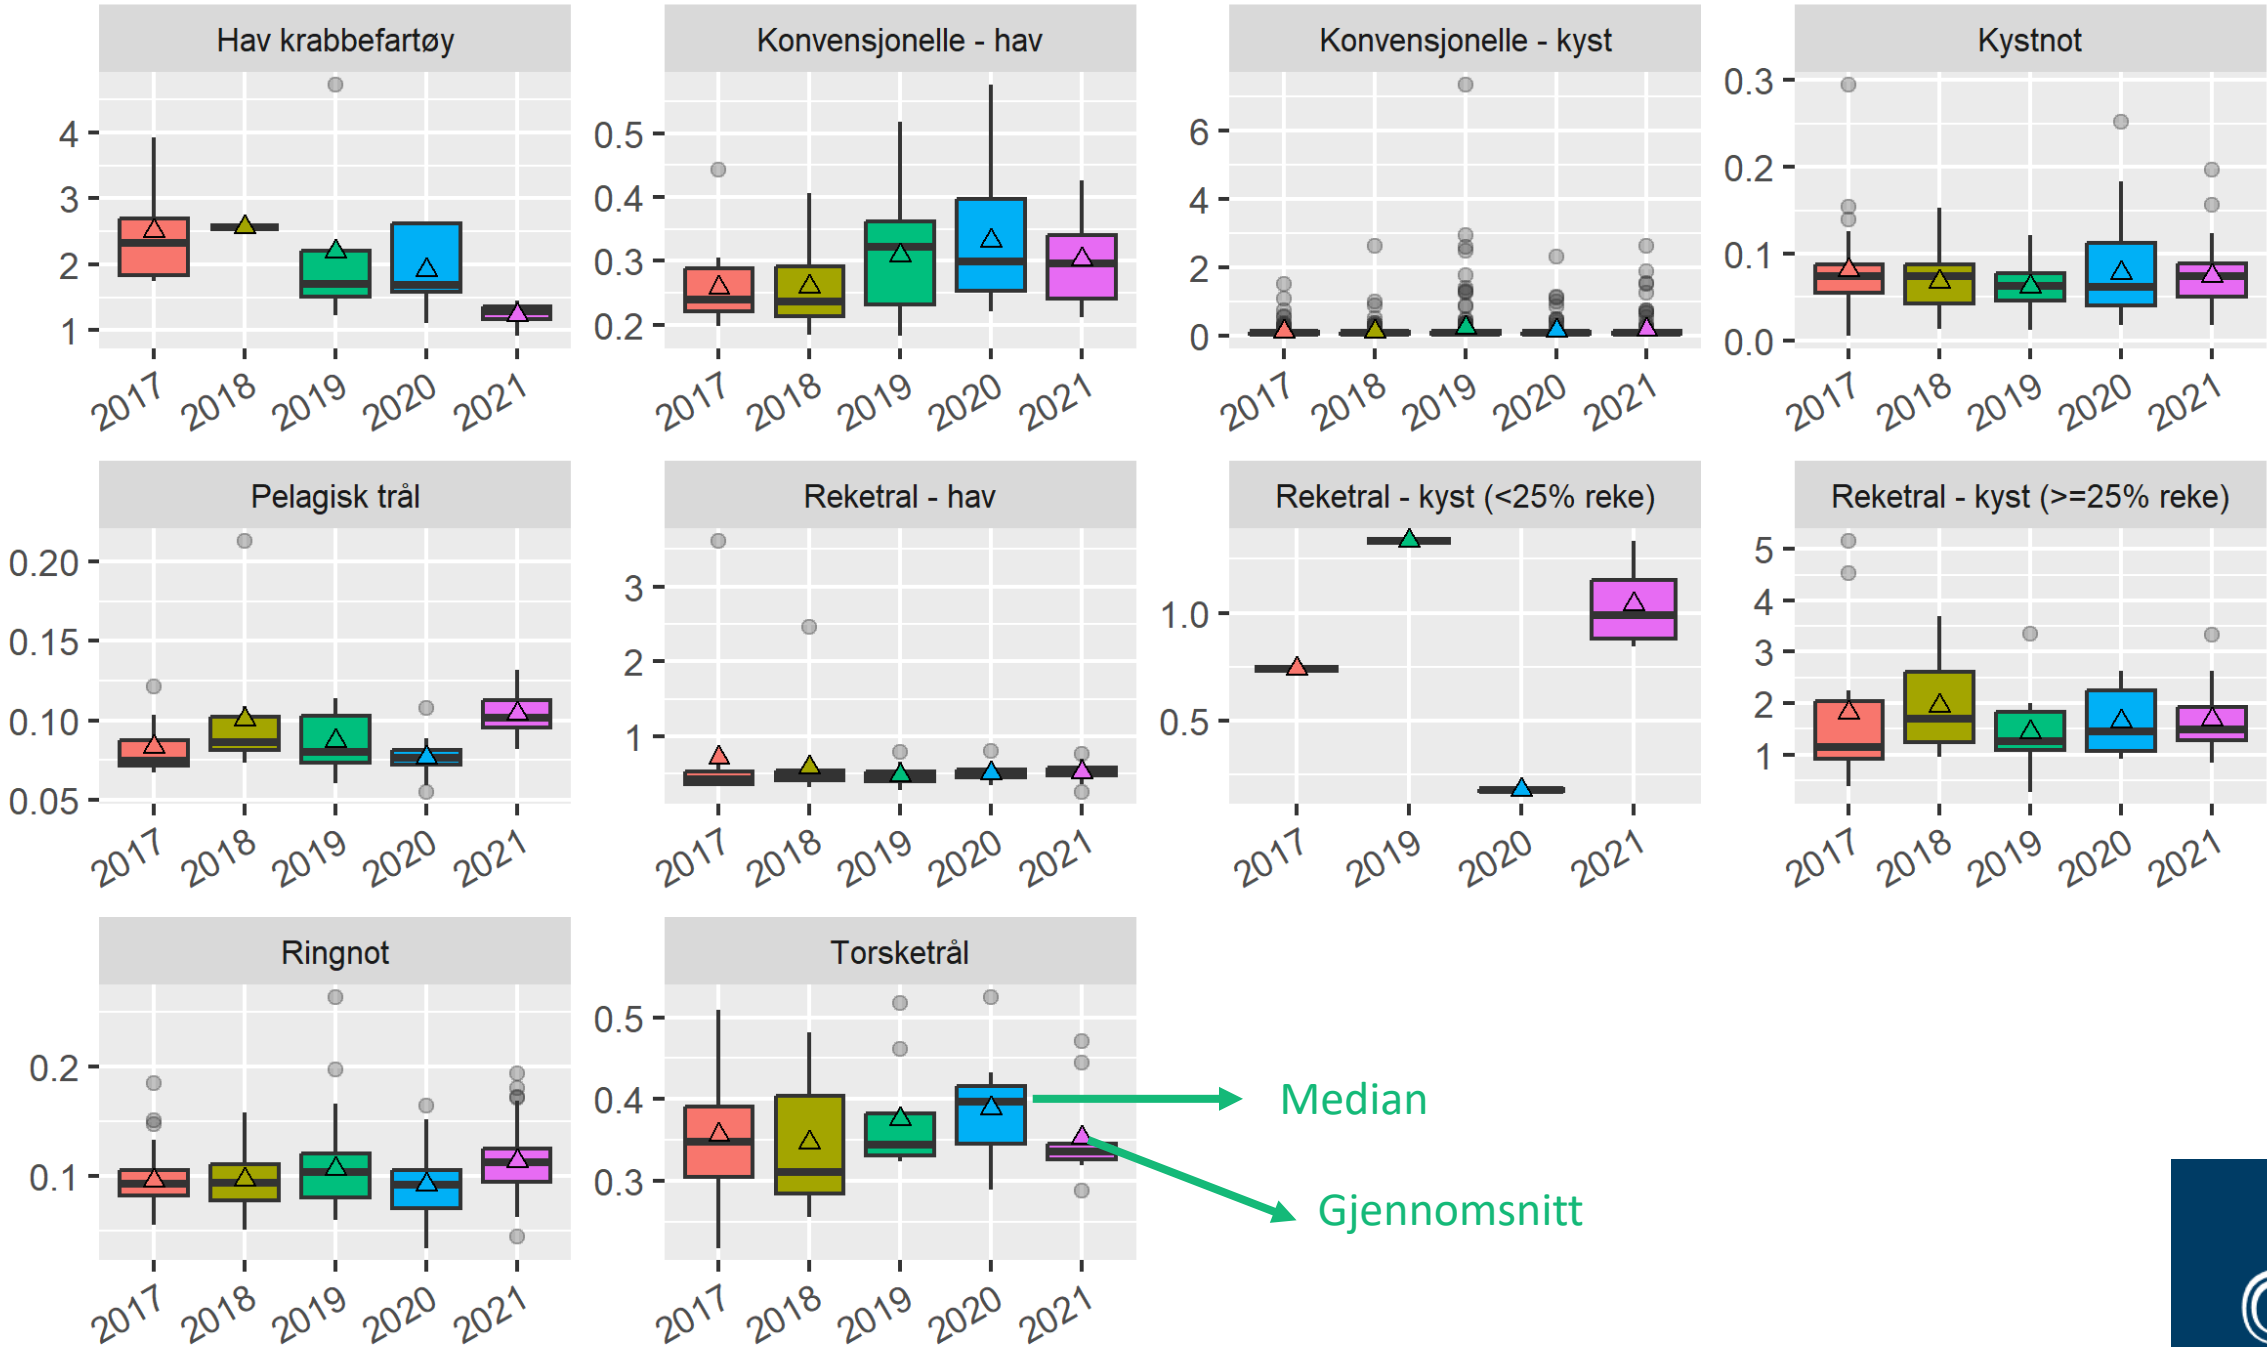 Hav krabbefartøy
Konvensjonelle - hav
Konvensjonelle - kyst
Kystnot
4
3
2
1
2017 2018 2019 2020 2021
0.5
0.4
0.3
0.2
2017 2018 2019 2020 2021
6
4
2
0
2017 2018 2019 2020 2021
0.3
0.2
0.1
0.0
2017 2018 2019 2020 2021
Pelagisk trål
Reketral - hav
Reketral - kyst (<25% reke)
Reketral - kyst (>=25% reke)
0.20
0.15
0.10
0.05
2017 2018 2019 2020 2021
3
2
1
2017 2018 2019 2020 2021
1.0
0.5
2017 2019 2020 2021
5
4
3
2
1
2017 2018 2019 2020 2021
Ringnot
Torsketrål
0.2
0.1
2017 2018 2019 2020 2021
0.5
0.4
0.3
2017 2018 2019 2020 2021
Median
Gjennomsnitt